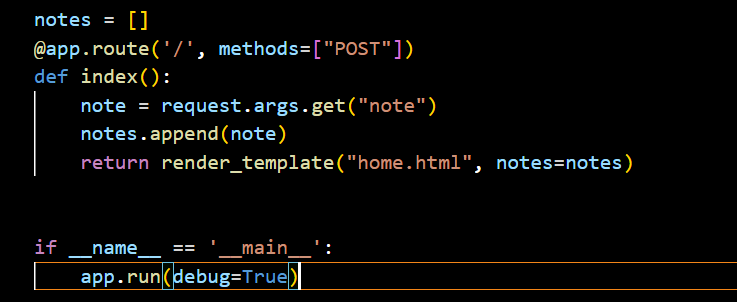 notes = []
@app.route('/', methods=["POST"])
def index():
    note = request.args.get("note")
    notes.append(note)
    return render_template("home.html", notes=notes)
if __name__ == '__main__':
    app.run(debug=True)